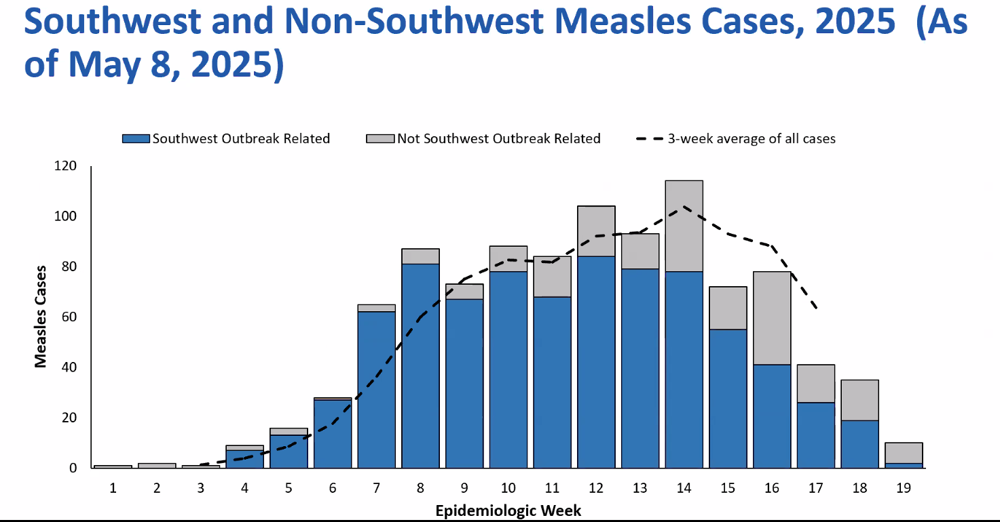 Southwest and Non-Southwest Measles Cases, 2025 (As
of May 8, 2025)
Southwest Outbreak Related
Not Southwest Outbreak Related
3-week average of all cases
120
100
80
60
40
20
0
Measles Cases
1 2 3 4 5 6 7 8 9 10 11 12 13 14 15 16 17 18 19
Epidemiologic Week